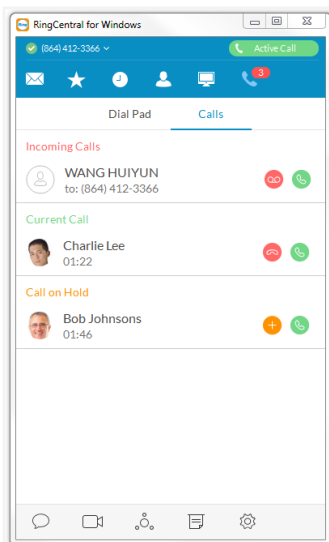 RingCentral for Windows
(864) 412-3366
Active Call
3
Dial Pad
Calls
Incoming Calls
WANG HUIYUN
to: (864) 412-3366
Current Call
Charlie Lee
01:22
Call on Hold
Bob Johnsons
01:46